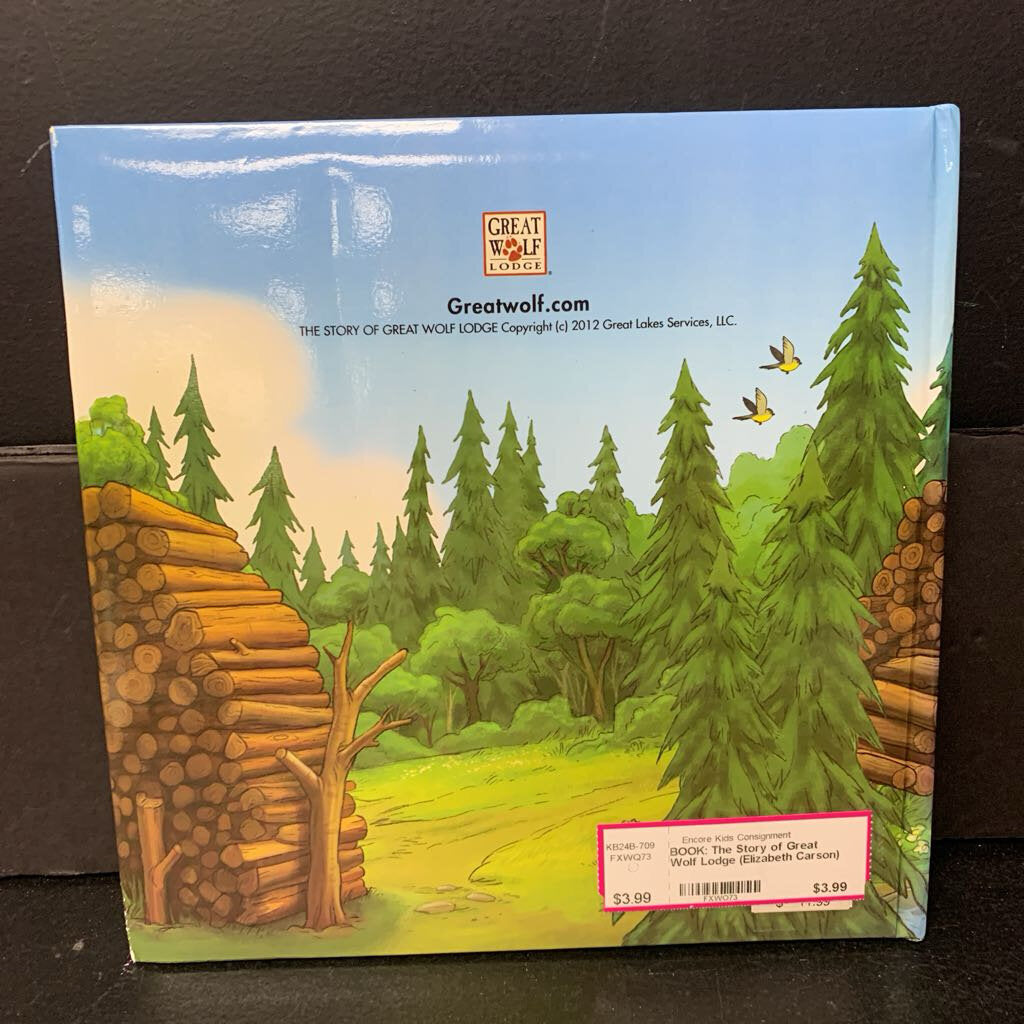 GREAT
WOLF
LODGE
Greatwolf.com
THE STORY OF GREAT WOLF LODGE Copyright (c) 2012 Great Lakes Services, LLC.
KB24B-709
FXWQ73
$3.99
Encore Kids Consignment
BOOK: The Story of Great
Wolf Lodge (Elizabeth Carson)
$3.99
FXWQ73